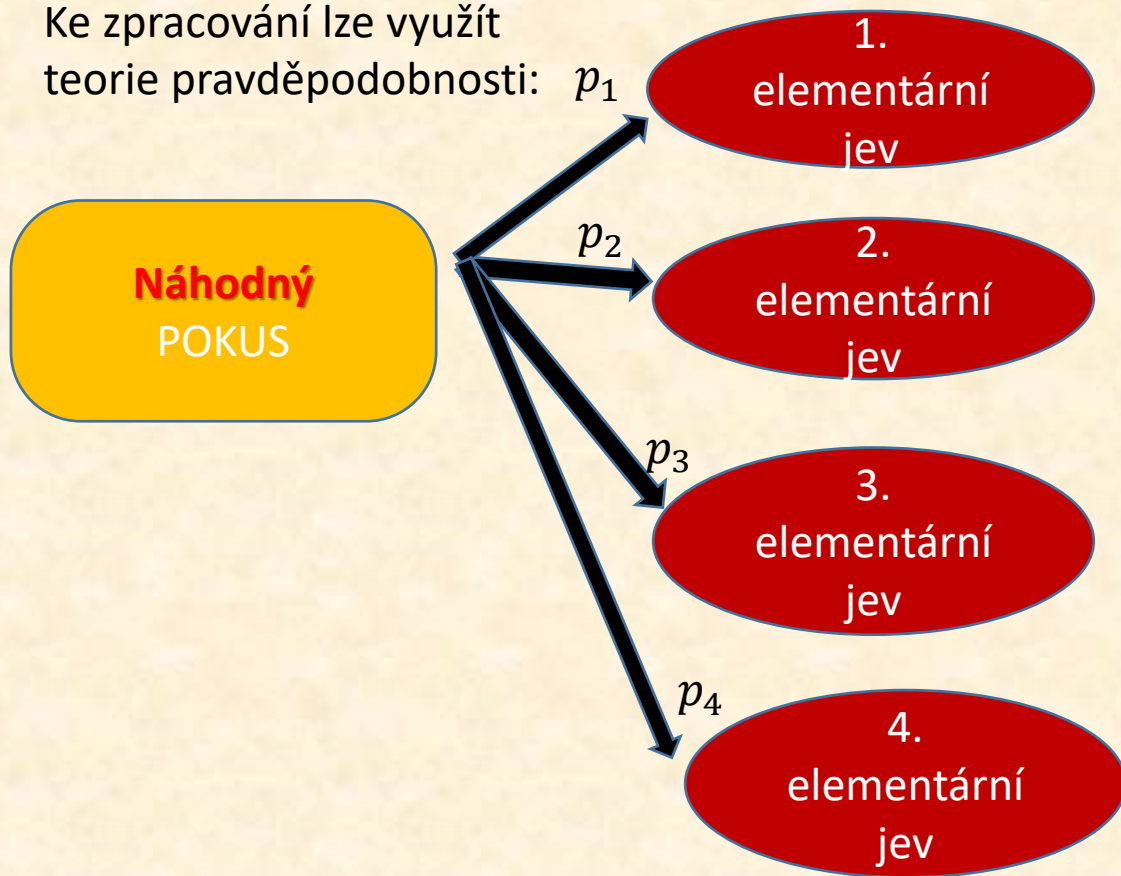 Ke zpracování lze využít
teorie pravděpodobnosti:
p₁
1.
elementární
jev
Náhodný
POKUS
p₂
2.
elementární
jev
p₃
3.
elementární
jev
p₄
4.
elementární
jev